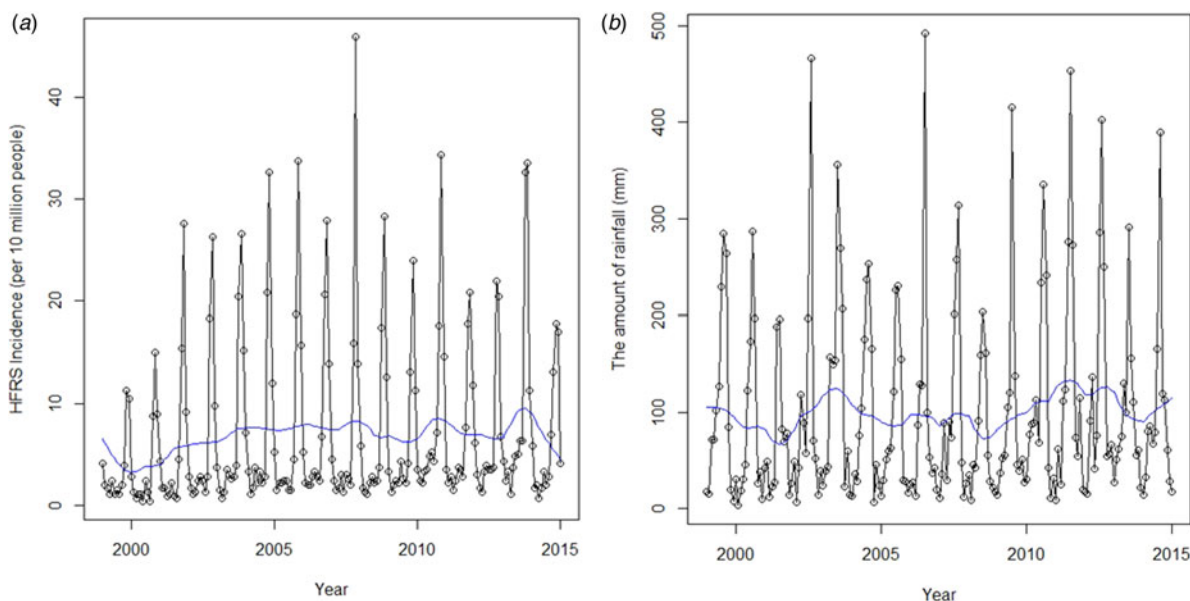 (a)
HFRS Incidence (per 10 million people)
40
30
20
10
0
2000 2005 2010 2015
Year
(b)
The amount of rainfall (mm)
500
400
300
200
100
0
2000 2005 2010 2015
Year